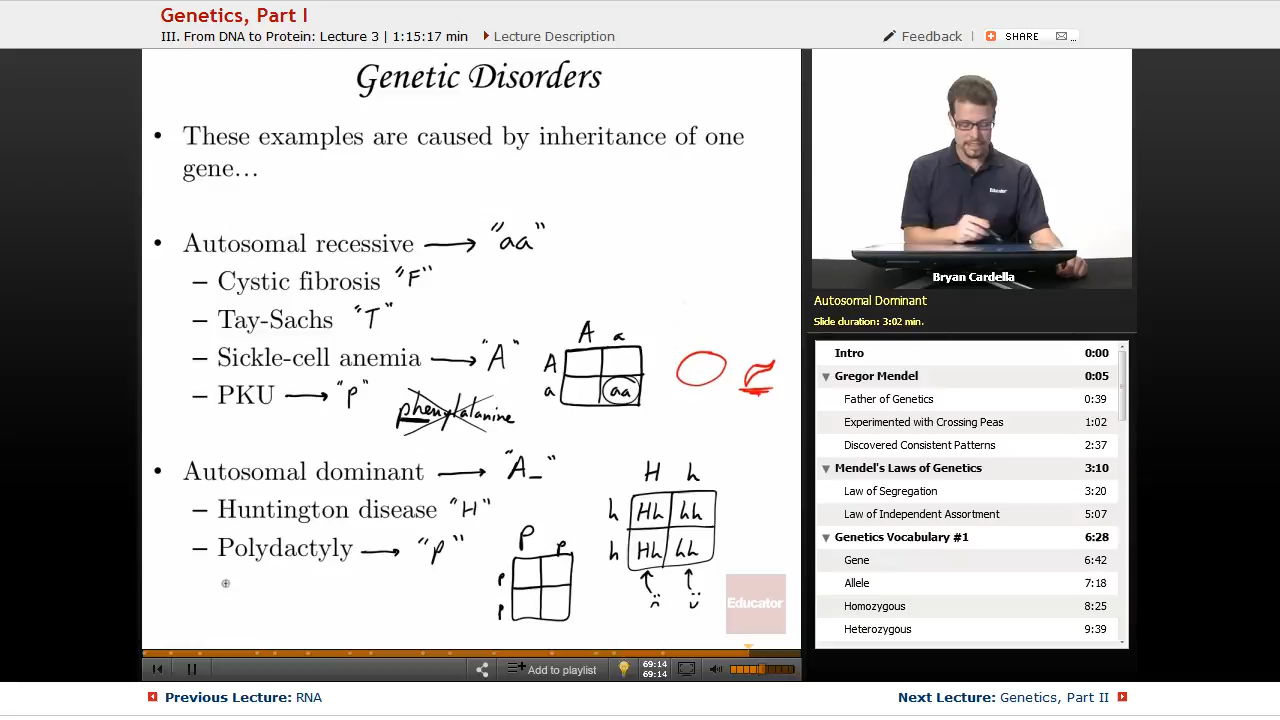 Genetics, Part I
III. From DNA to Protein: Lecture 3 | 1:15:17 min
Lecture Description
Feedback
SHARE
Genetic Disorders
• These examples are caused by inheritance of one
gene...
• Autosomal recessive → "aa"
– Cystic fibrosis "F"
– Tay-Sachs "T"
– Sickle-cell anemia → "A"
A a
A
a aa
– PKU → "P"
phenylalanine
• Autosomal dominant → "A_"
– Huntington disease "H"
– Polydactyly → "P"
P p
p
p
H h
h Hh hh
h Hh hh
Educator
Educator
Bryan Cardella
Autosomal Dominant
Slide duration: 3:02 min.
Intro 0:00
Gregor Mendel 0:05
Father of Genetics 0:39
Experimented with Crossing Peas 1:02
Discovered Consistent Patterns 2:37
Mendel's Laws of Genetics 3:10
Law of Segregation 3:20
Law of Independent Assortment 5:07
Genetics Vocabulary #1 6:28
Gene 6:42
Allele 7:18
Homozygous 8:25
Heterozygous 9:39
Add to playlist
69:14
69:14
Previous Lecture: RNA
Next Lecture: Genetics, Part II